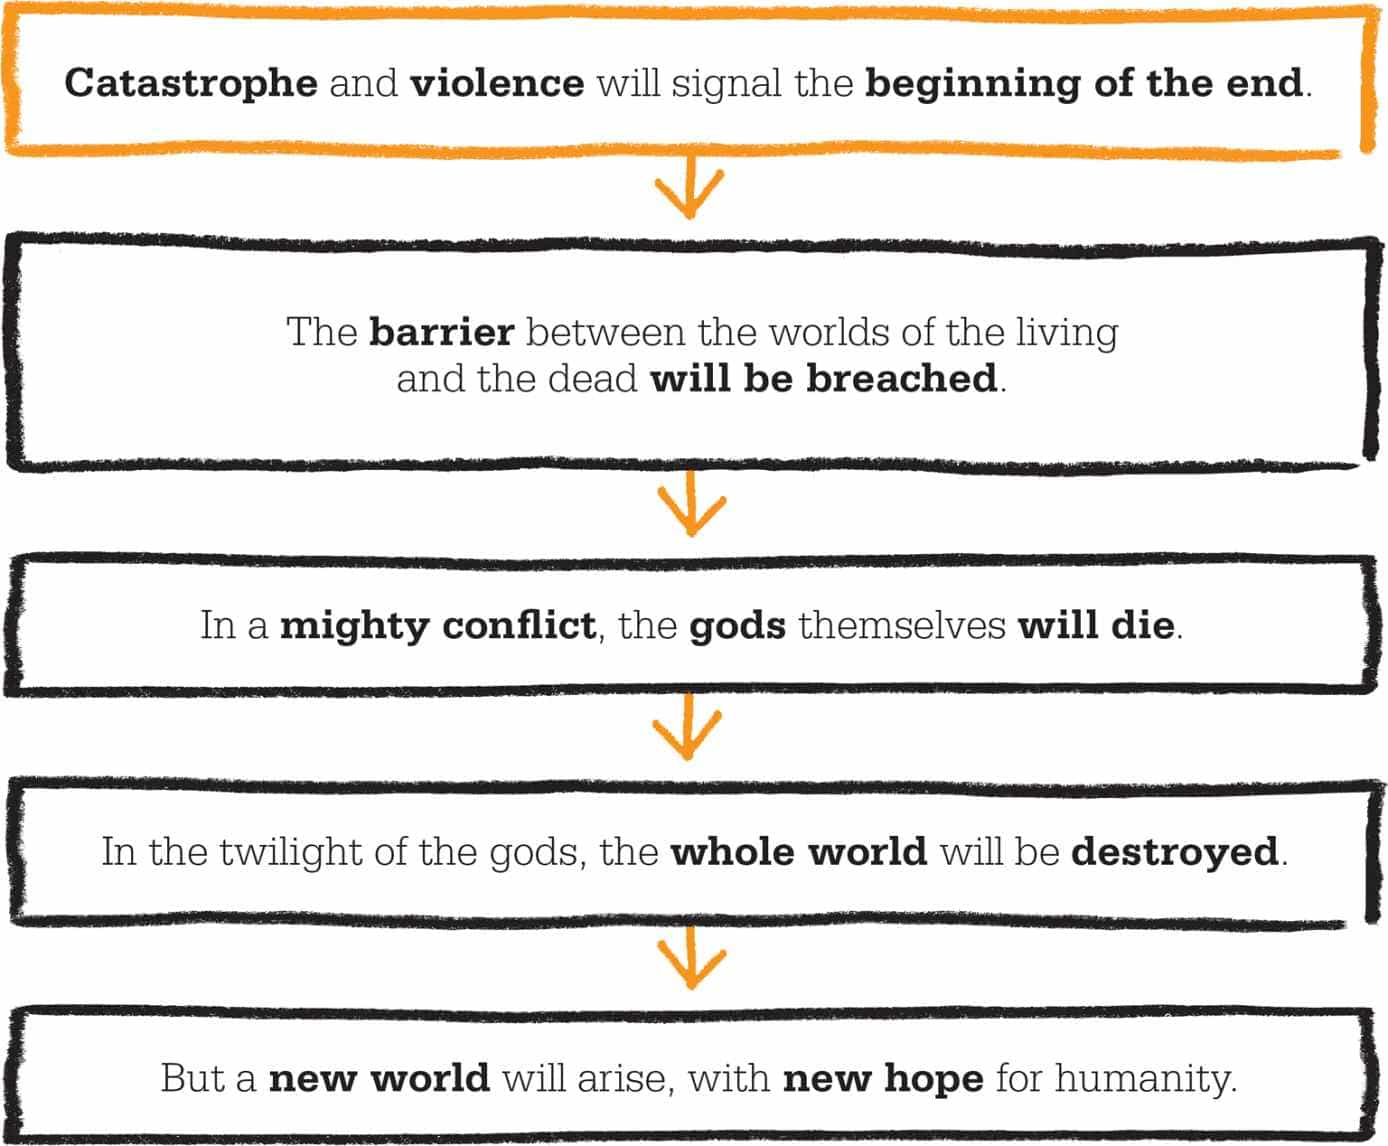 Catastrophe and violence will signal the beginning of the end.
The barrier between the worlds of the living
and the dead will be breached.
In a mighty conflict, the gods themselves will die.
In the twilight of the gods, the whole world will be destroyed.
But a new world will arise, with new hope for humanity.